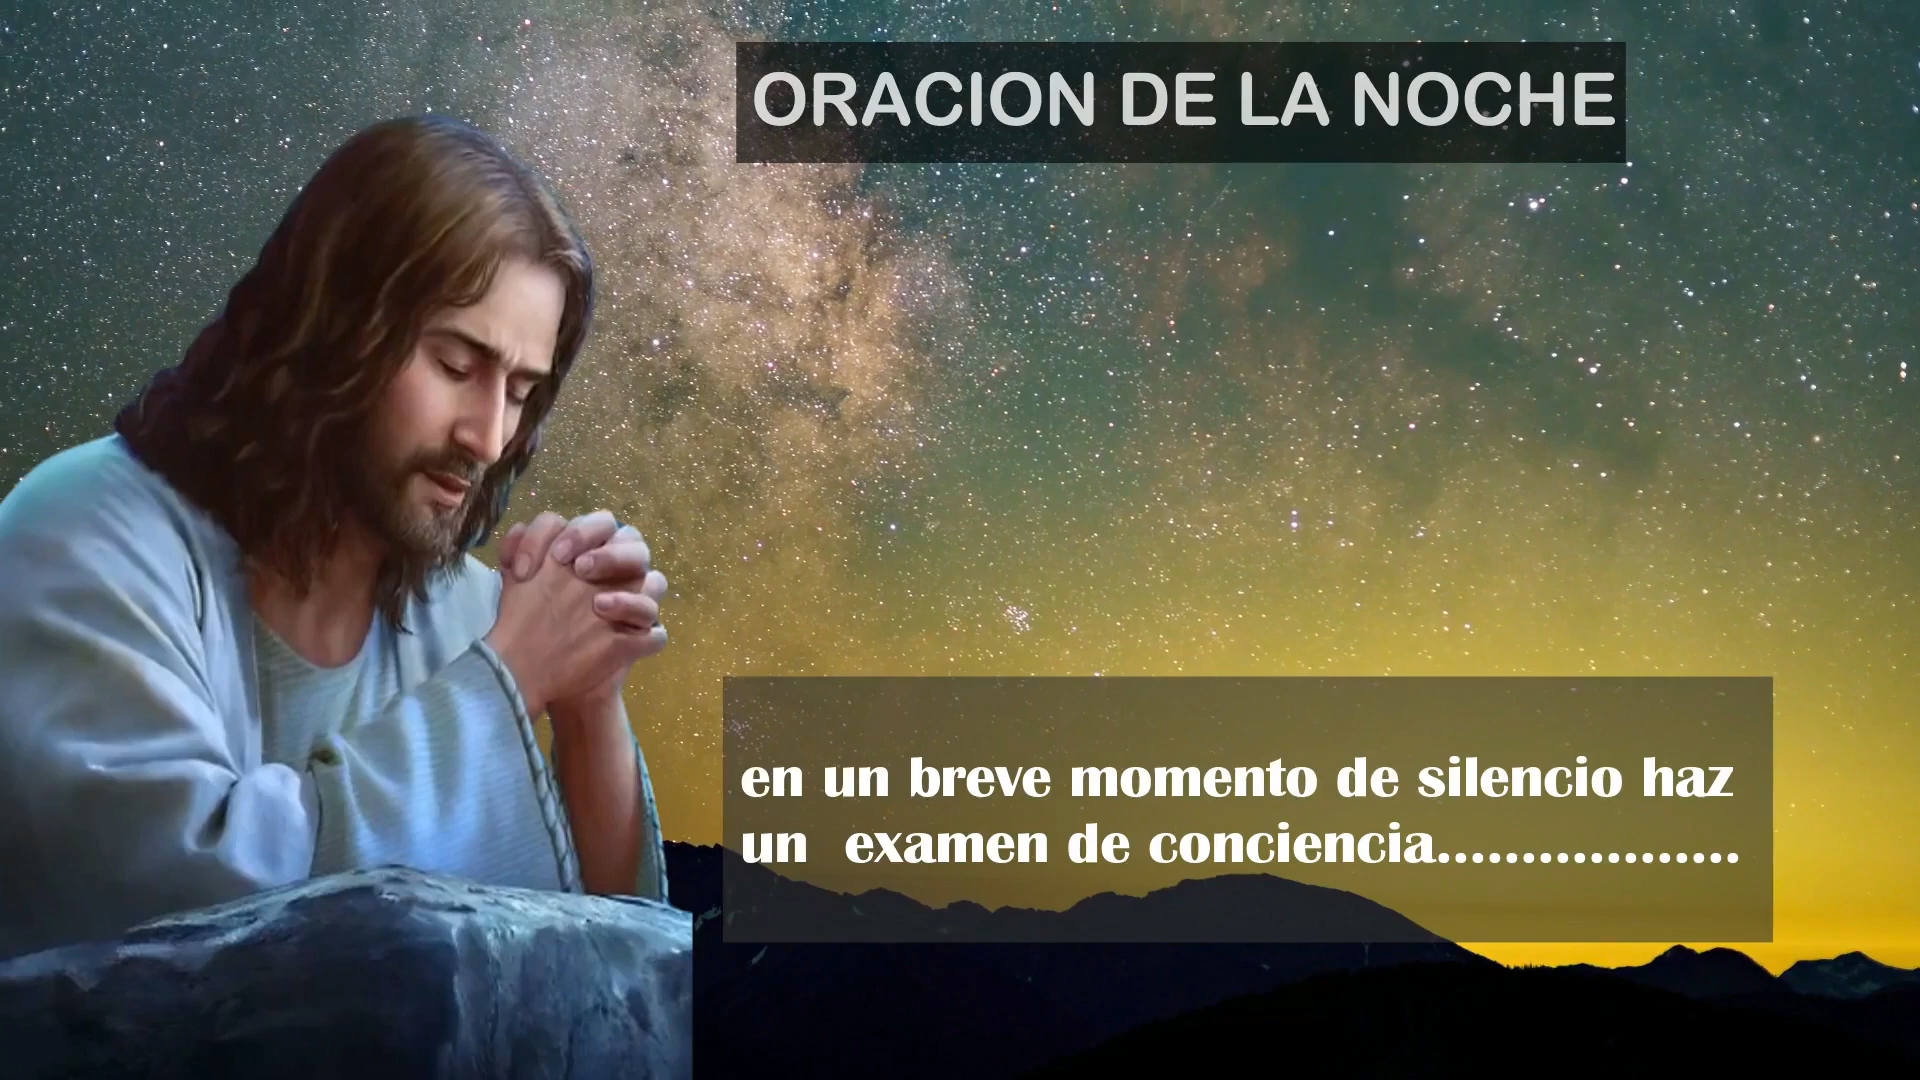 ORACION DE LA NOCHE
en un breve momento de silencio haz
un  examen de conciencia..................